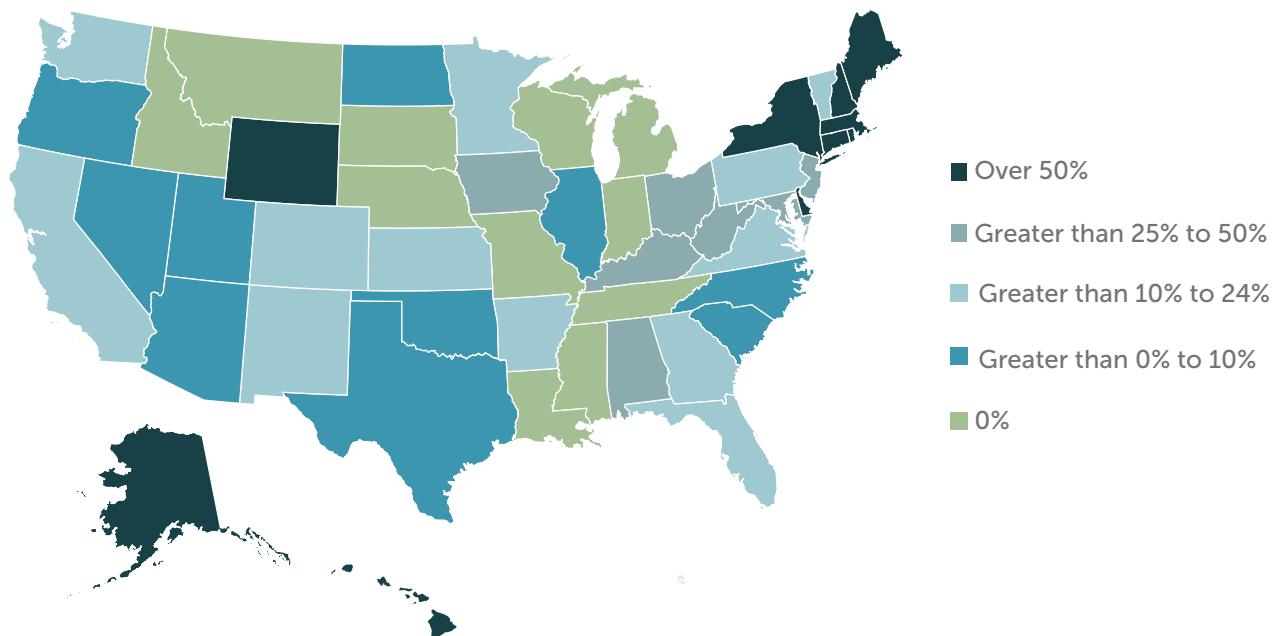 Over 50%
Greater than 25% to 50%
Greater than 10% to 24%
Greater than 0% to 10%
0%